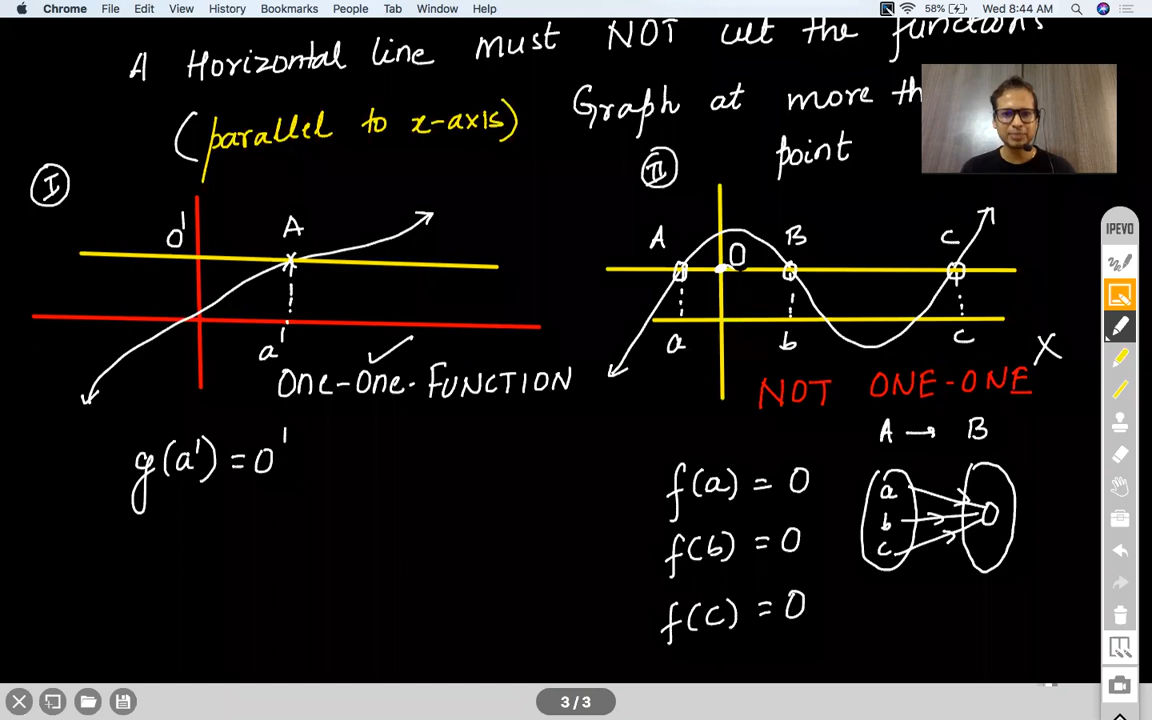 Chrome File Edit View History Bookmarks People Tab Window Help 58% Wed 8:44 AM
A Horizontal line must NOT cut the functions
(parallel to x-axis) Graph at more
point
I II
O' A A O B C
a' a b c
One-One-FUNCTION X
NOT ONE-ONE
A → B
g(a') = O'
f(a) = O
f(b) = O
f(c) = O
a
b
c
O
IPEVO
3/3